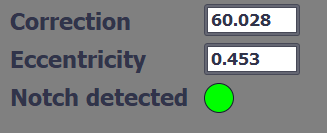 Correction 60.028
Eccentricity 0.453
Notch detected